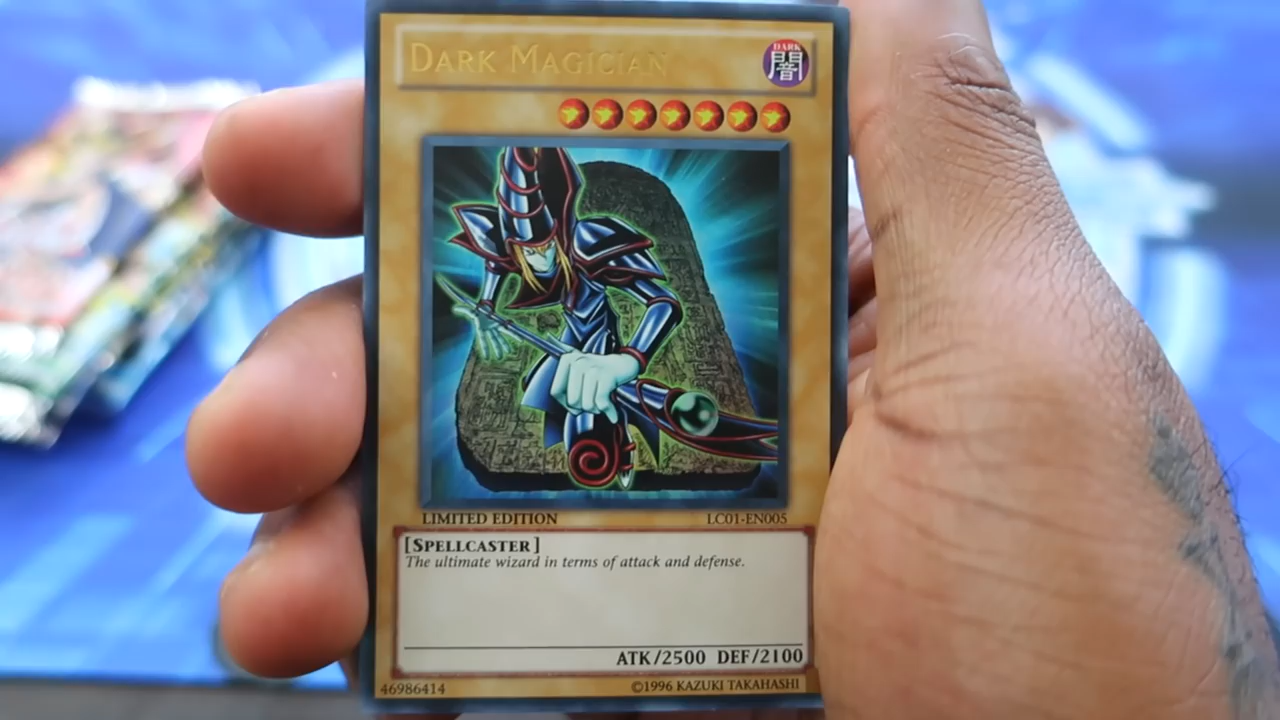 DARK MAGICIAN
DARK
闇
LIMITED EDITION LC01-EN005
[SPELLCASTER]
The ultimate wizard in terms of attack and defense.
ATK/2500 DEF/2100
46986414 ©1996 KAZUKI TAKAHASHI